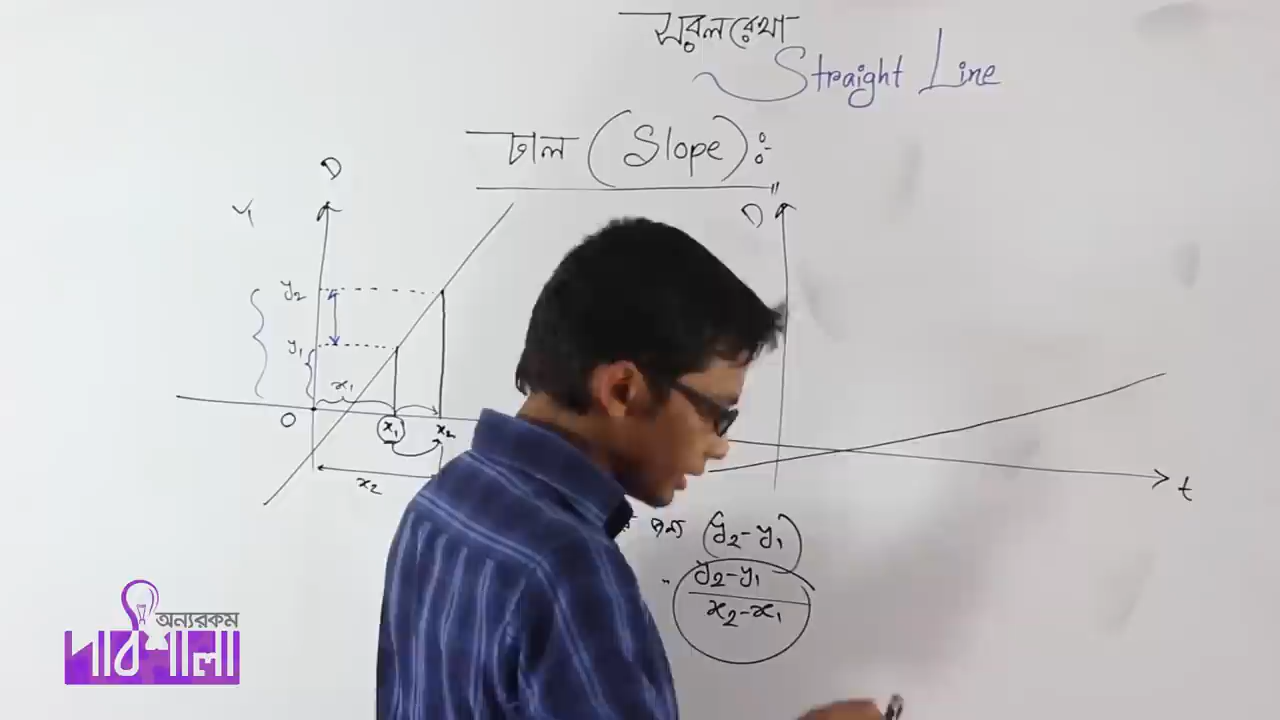 সরলরেখা
Straight Line
ঢাল (Slope) :-
D
D
Y
y₂
y₁
x₁
O
x₁ x₂
x₂
t
জন্য (y₂-y₁)
y₂-y₁
x₂-x₁
অন্যরকম
পাঠশালা